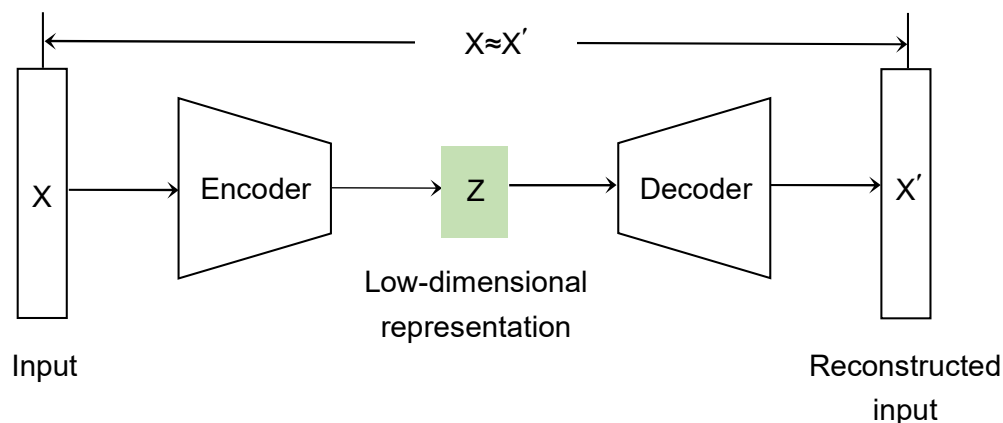 X≈X′
X
Encoder
Z
Decoder
X′
Low-dimensional
representation
Input
Reconstructed
input